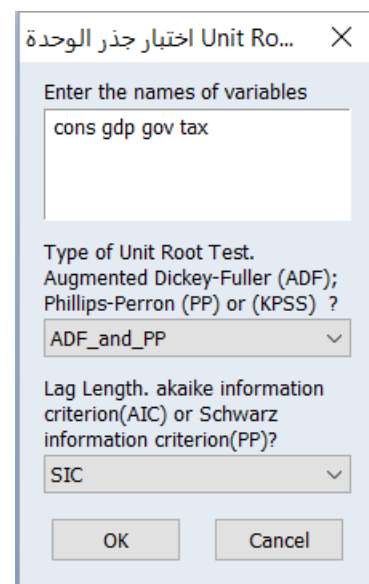 اختبار جذر الوحدة Unit Ro...
Enter the names of variables
cons gdp gov tax
Type of Unit Root Test.
Augmented Dickey-Fuller (ADF);
Phillips-Perron (PP) or (KPSS) ?
ADF_and_PP
Lag Length. akaike information
criterion(AIC) or Schwarz
information criterion(PP)?
SIC
OK Cancel